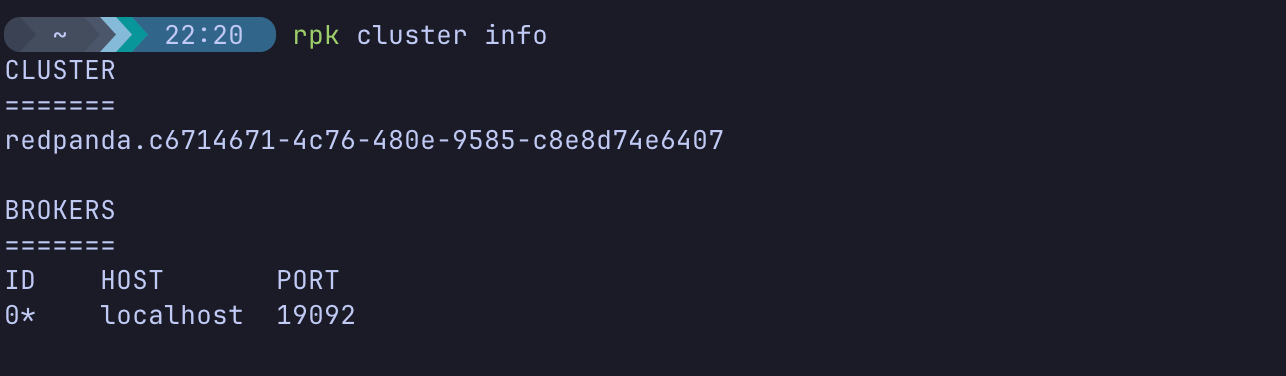 ~ 22:20 rpk cluster info
CLUSTER
=======
redpanda.c6714671-4c76-480e-9585-c8e8d74e6407
BROKERS
=======
ID HOST PORT
0* localhost 19092